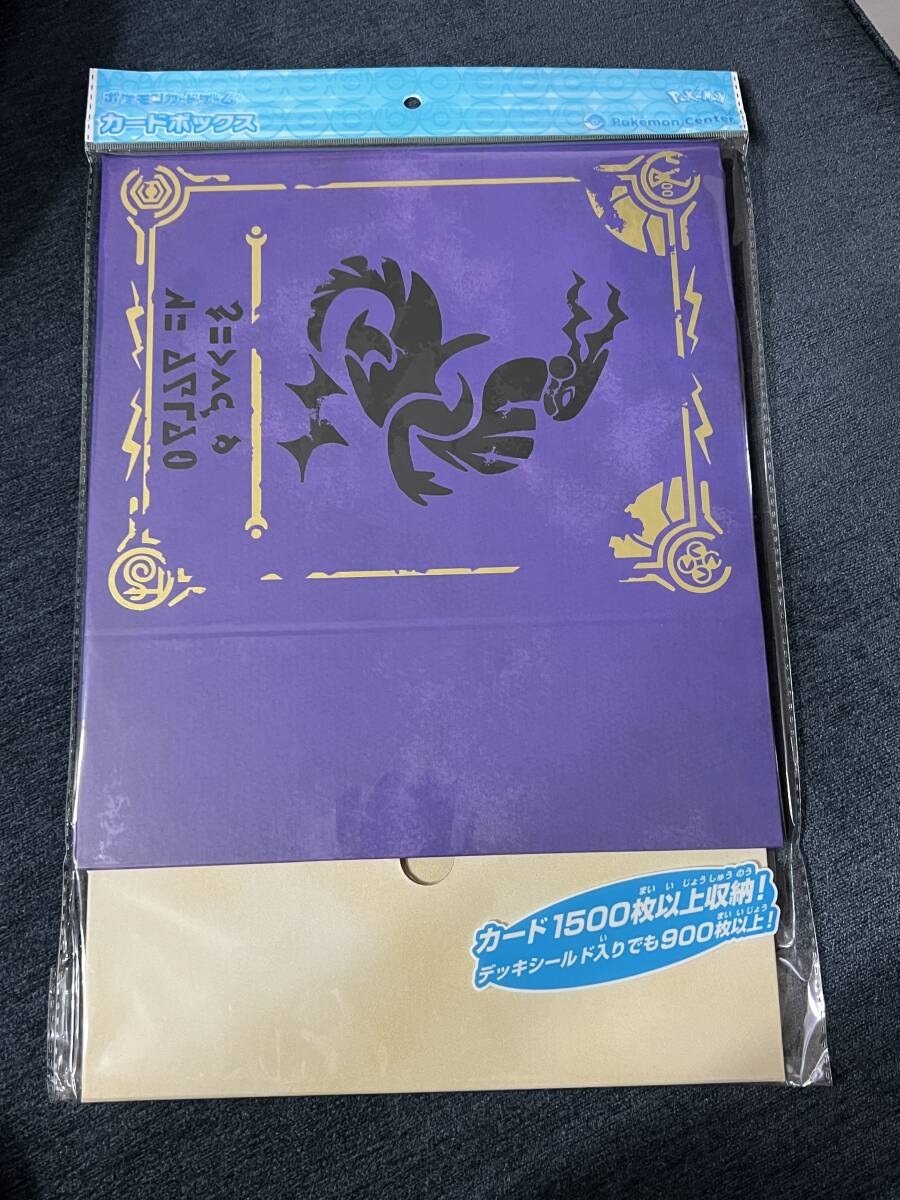 ポケモンカードゲーム
カードボックス
Pokémon
Pokémon Center
カード1500枚以上収納!
まい い じょう しゅう のう
デッキシールド入りでも900枚以上!
い
まい い じょう